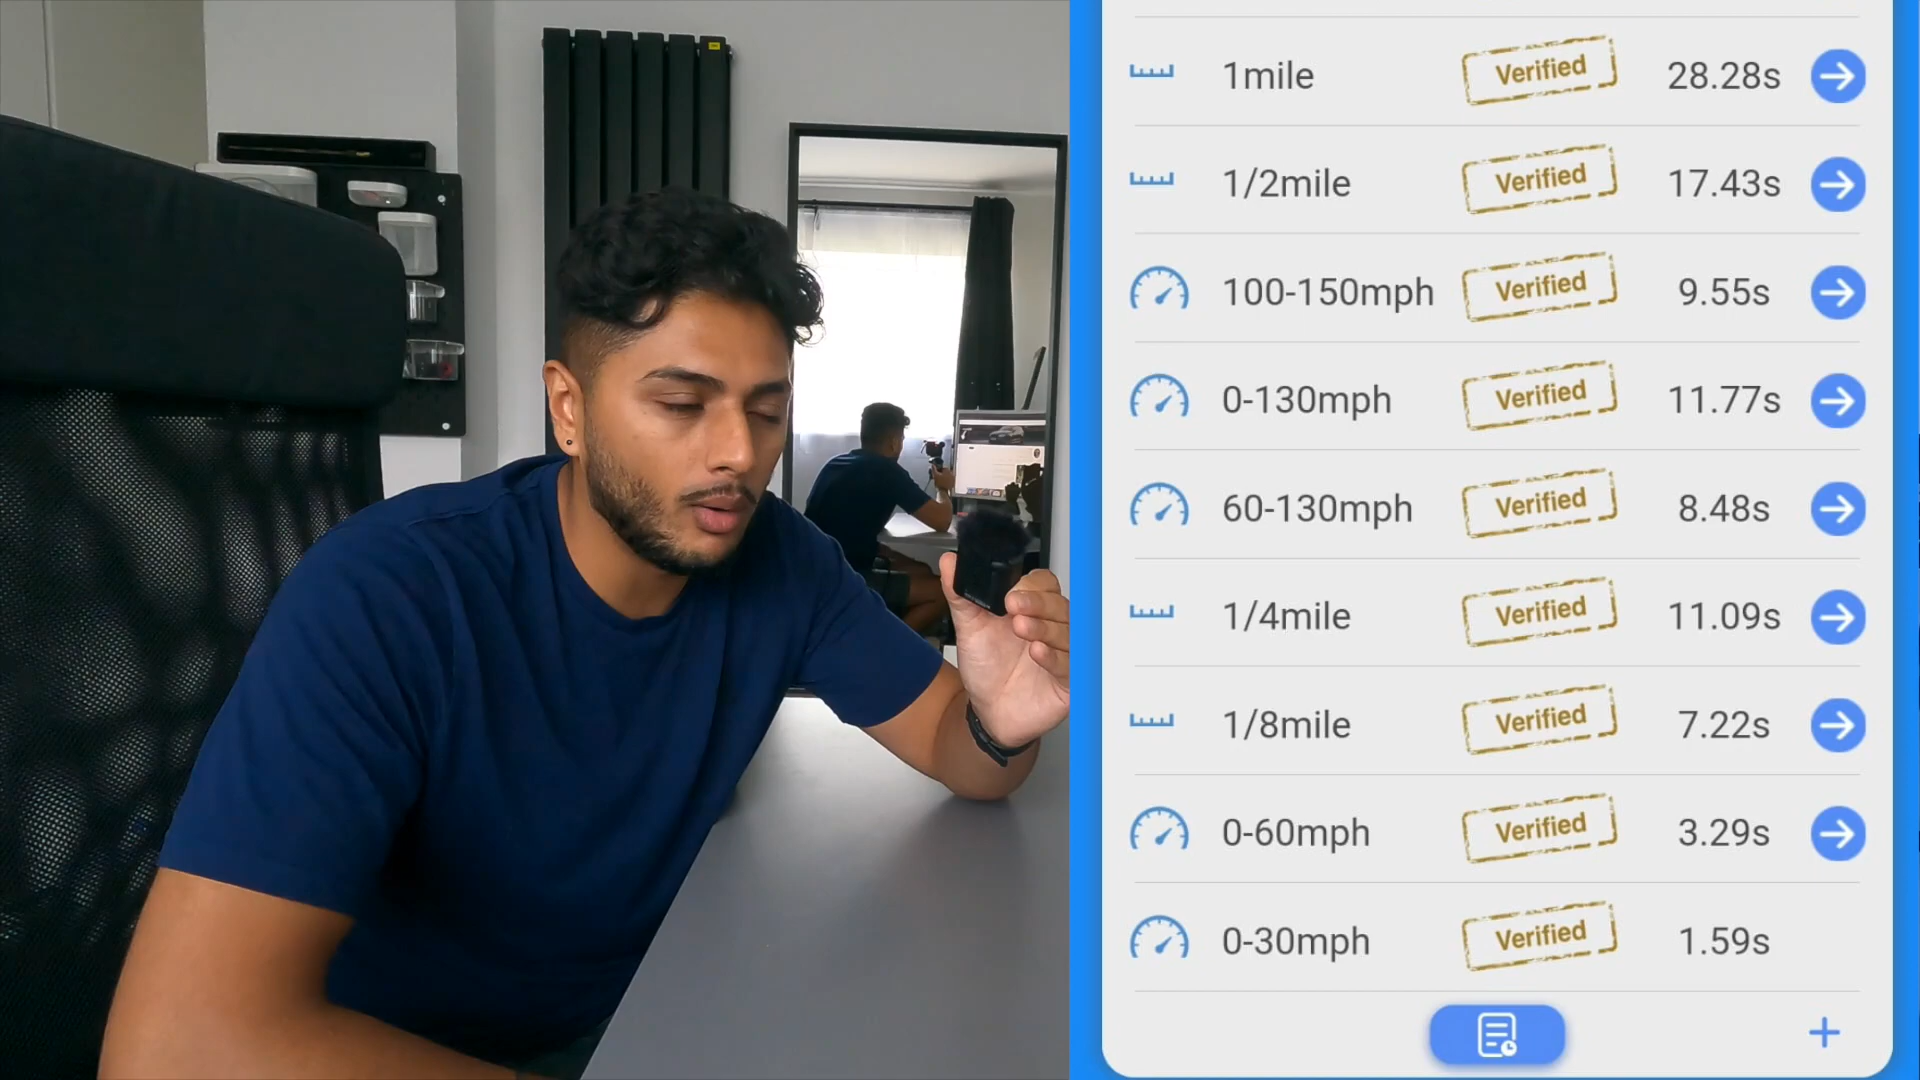 1mile Verified 28.28s
1/2mile Verified 17.43s
100-150mph Verified 9.55s
0-130mph Verified 11.77s
60-130mph Verified 8.48s
1/4mile Verified 11.09s
1/8mile Verified 7.22s
0-60mph Verified 3.29s
0-30mph Verified 1.59s